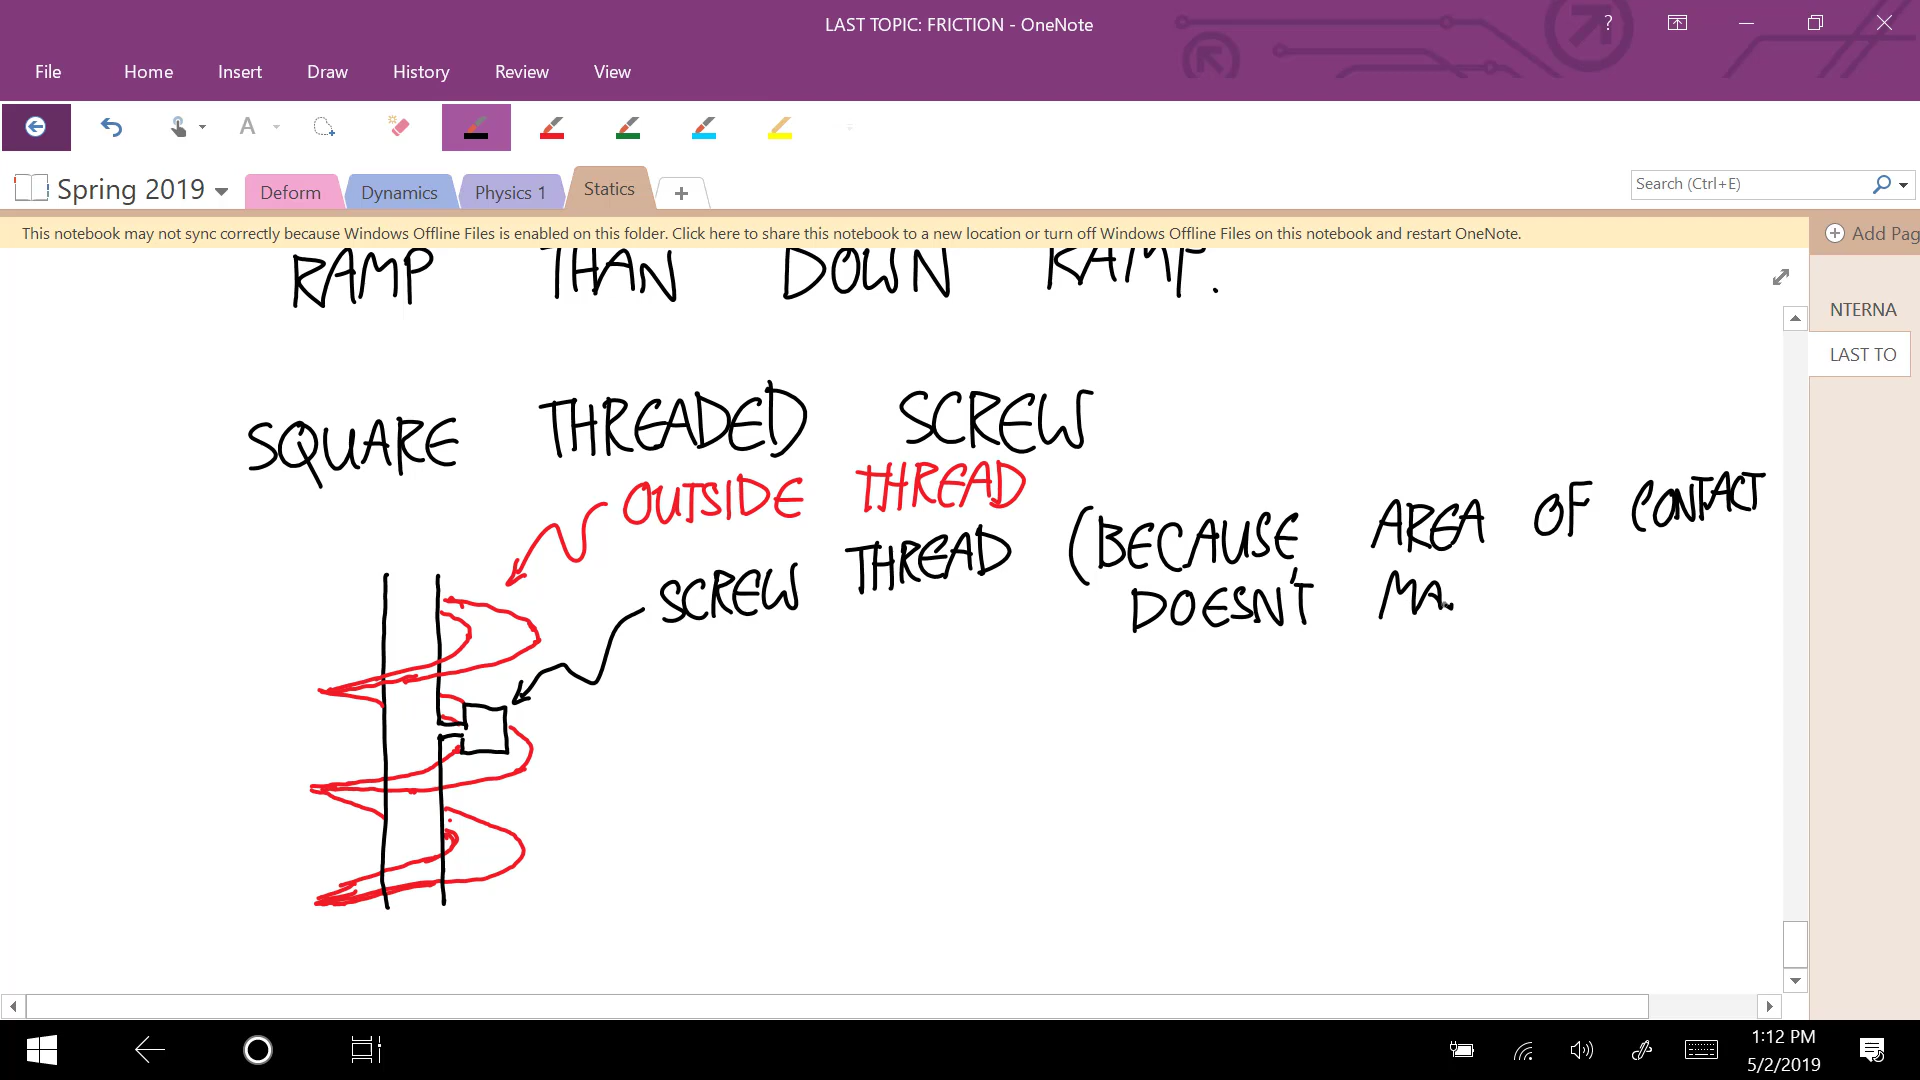 LAST TOPIC: FRICTION - OneNote
?
File Home Insert Draw History Review View
A
Spring 2019 Deform Dynamics Physics 1 Statics +
Search (Ctrl+E)
This notebook may not sync correctly because Windows Offline Files is enabled on this folder. Click here to share this notebook to a new location or turn off Windows Offline Files on this notebook and restart OneNote.
Add Pag
NTERNA
LAST TO
RAMP THAN DOWN RAMP.
SQUARE THREADED SCREW
OUTSIDE THREAD
SCREW THREAD (BECAUSE AREA OF CONTACT
DOESN'T MA
1:12 PM
5/2/2019